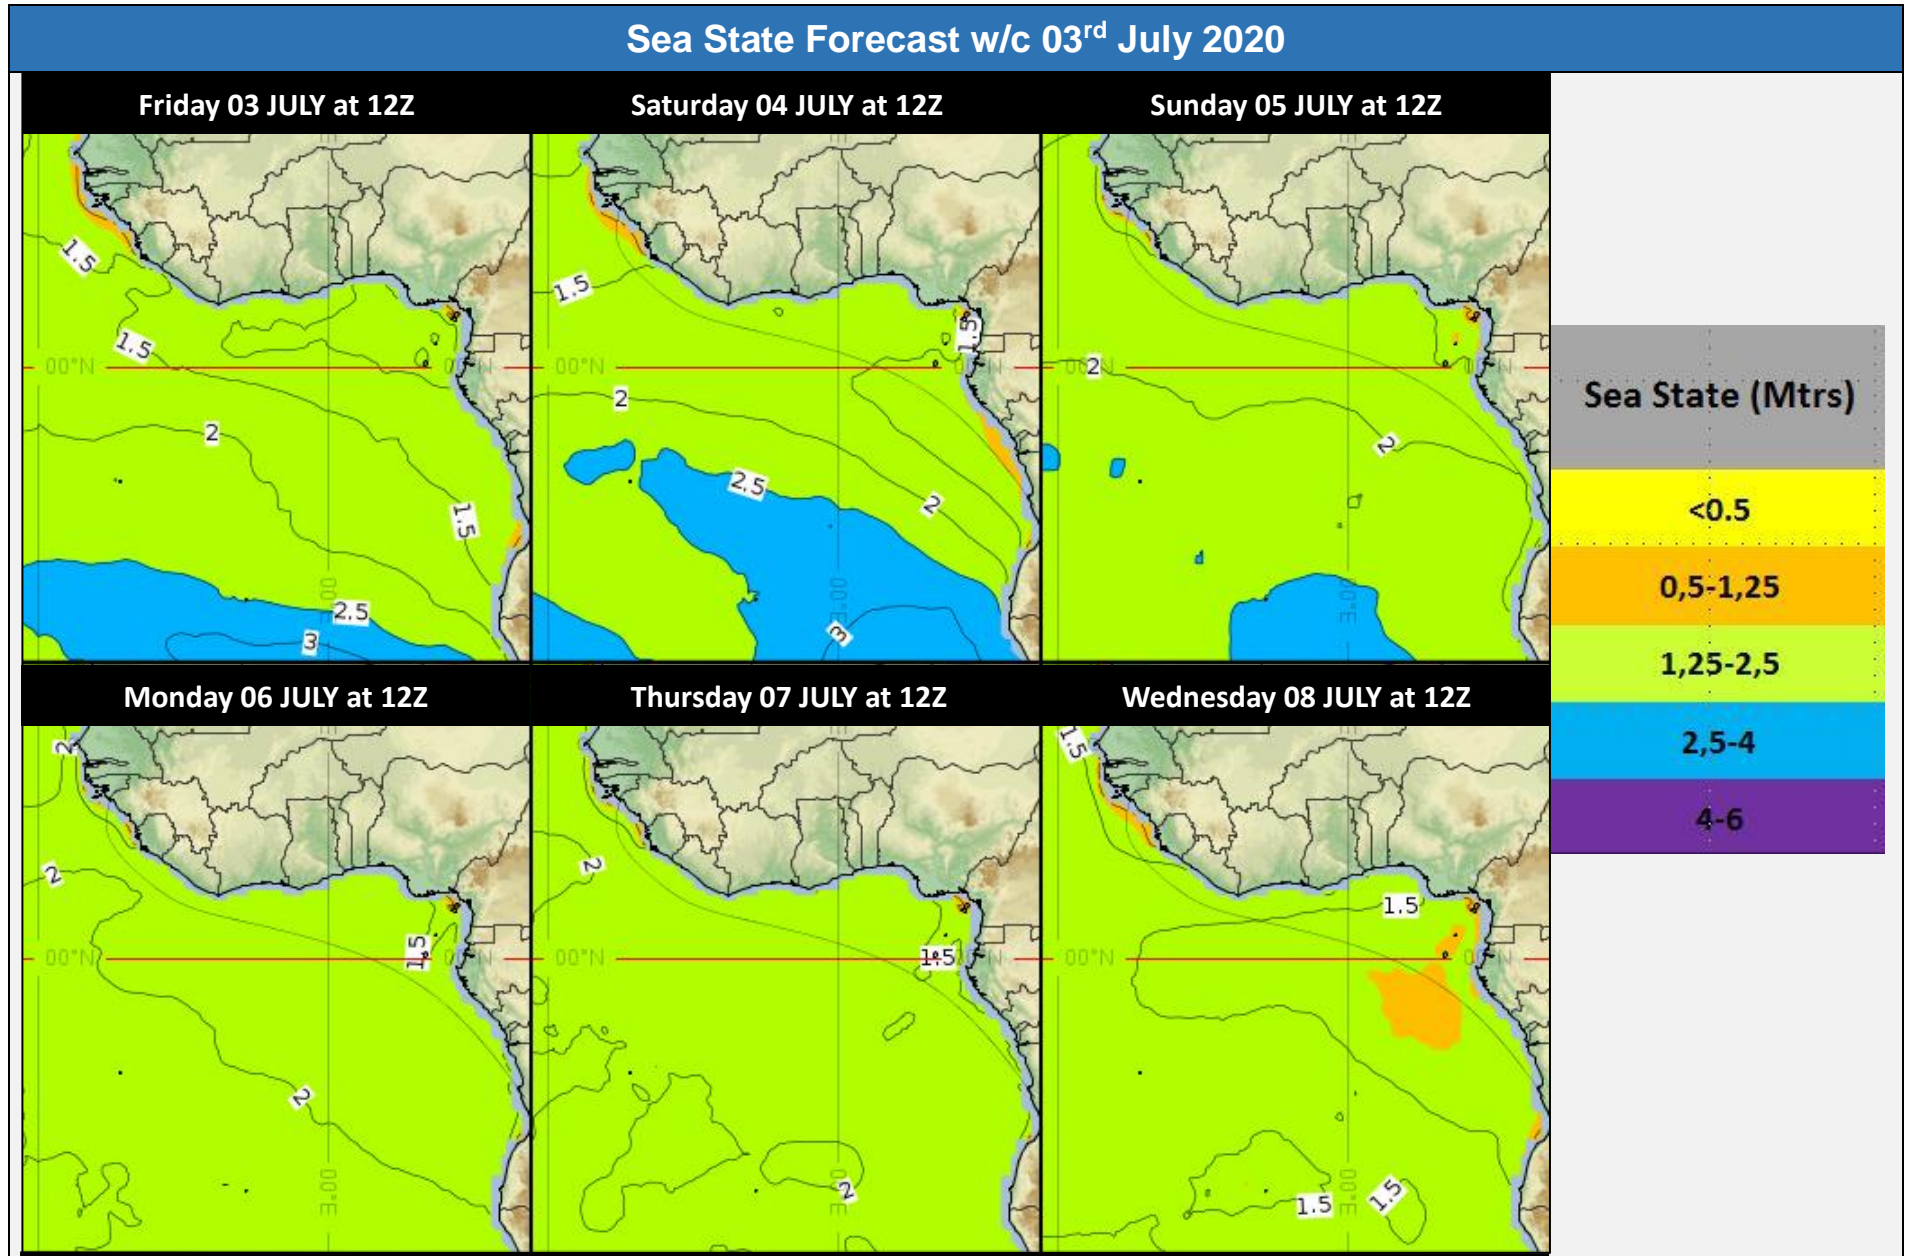 Sea State Forecast w/c 03rd July 2020
Friday 03 JULY at 12Z
Saturday 04 JULY at 12Z
Sunday 05 JULY at 12Z
1.5
1.5
00°N
2
1.5
2.5
3
1.5
1.5
00°N
2
2.5
2
00°E
3
2
2
00°E
Monday 06 JULY at 12Z
Thursday 07 JULY at 12Z
Wednesday 08 JULY at 12Z
2
2
1.5
00°N
2
00°E
2
1.5
00°N
2
1.5
1.5
00°N
1.5
1.5
00°E
Sea State (Mtrs)
<0.5
0,5-1,25
1,25-2,5
2,5-4
4-6